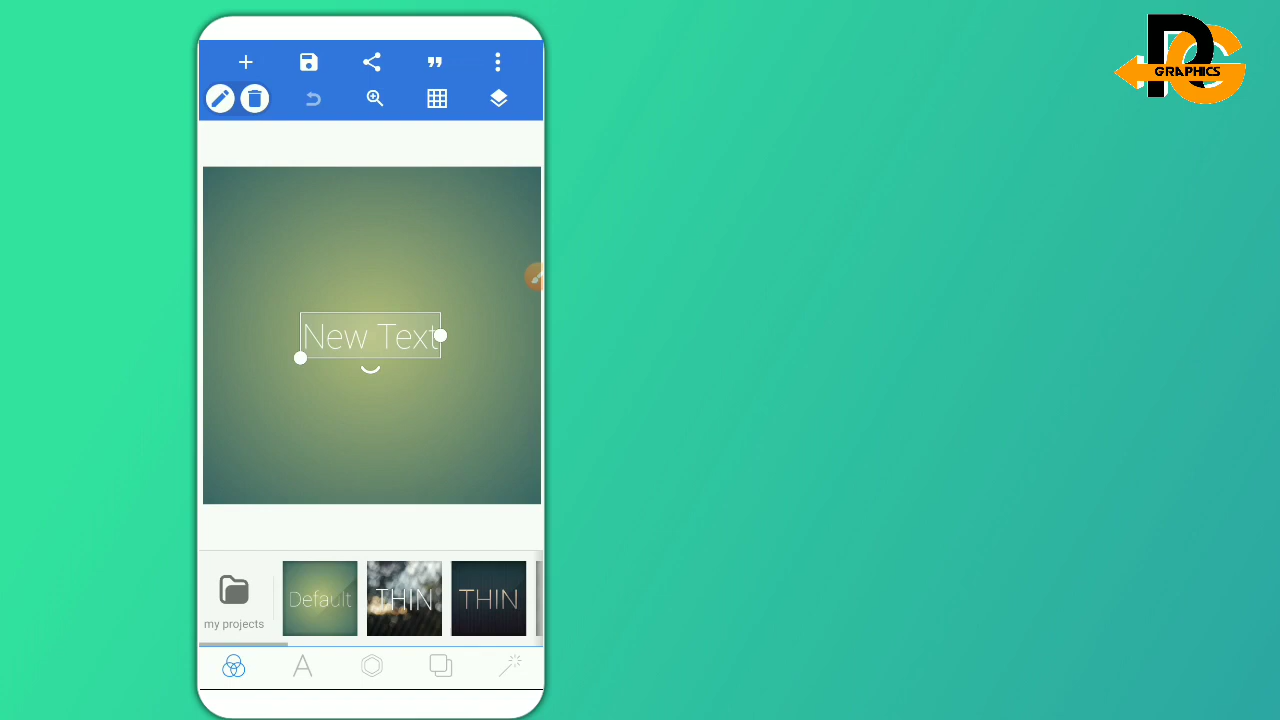 GRAPHICS
New Text
my projects
Default
THIN
THIN